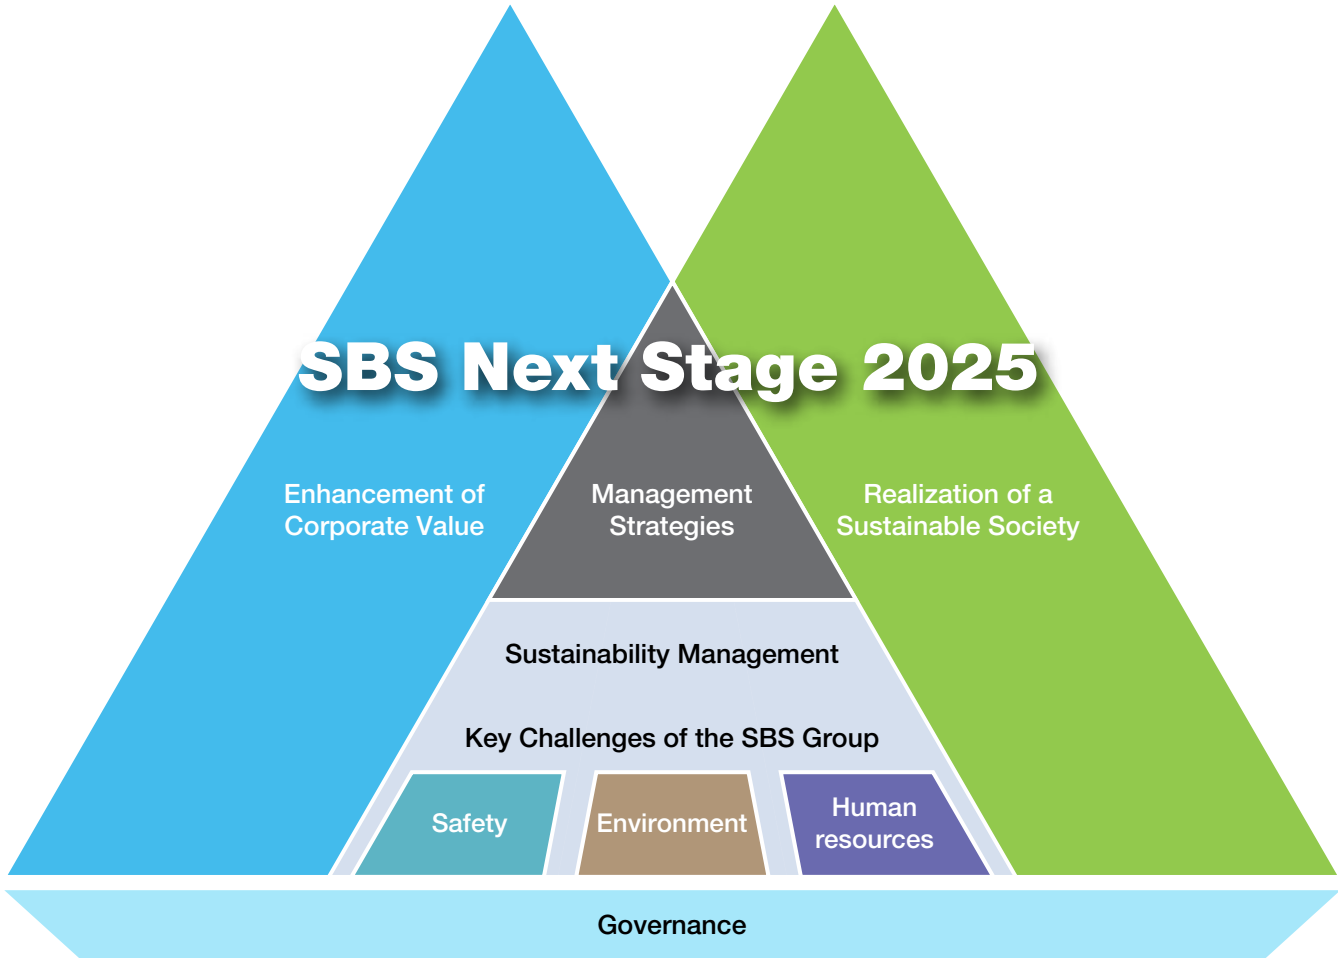 SBS Next Stage 2025
Enhancement of
Corporate Value
Management
Strategies
Realization of a
Sustainable Society
Sustainability Management
Key Challenges of the SBS Group
Safety
Environment
Human
resources
Governance